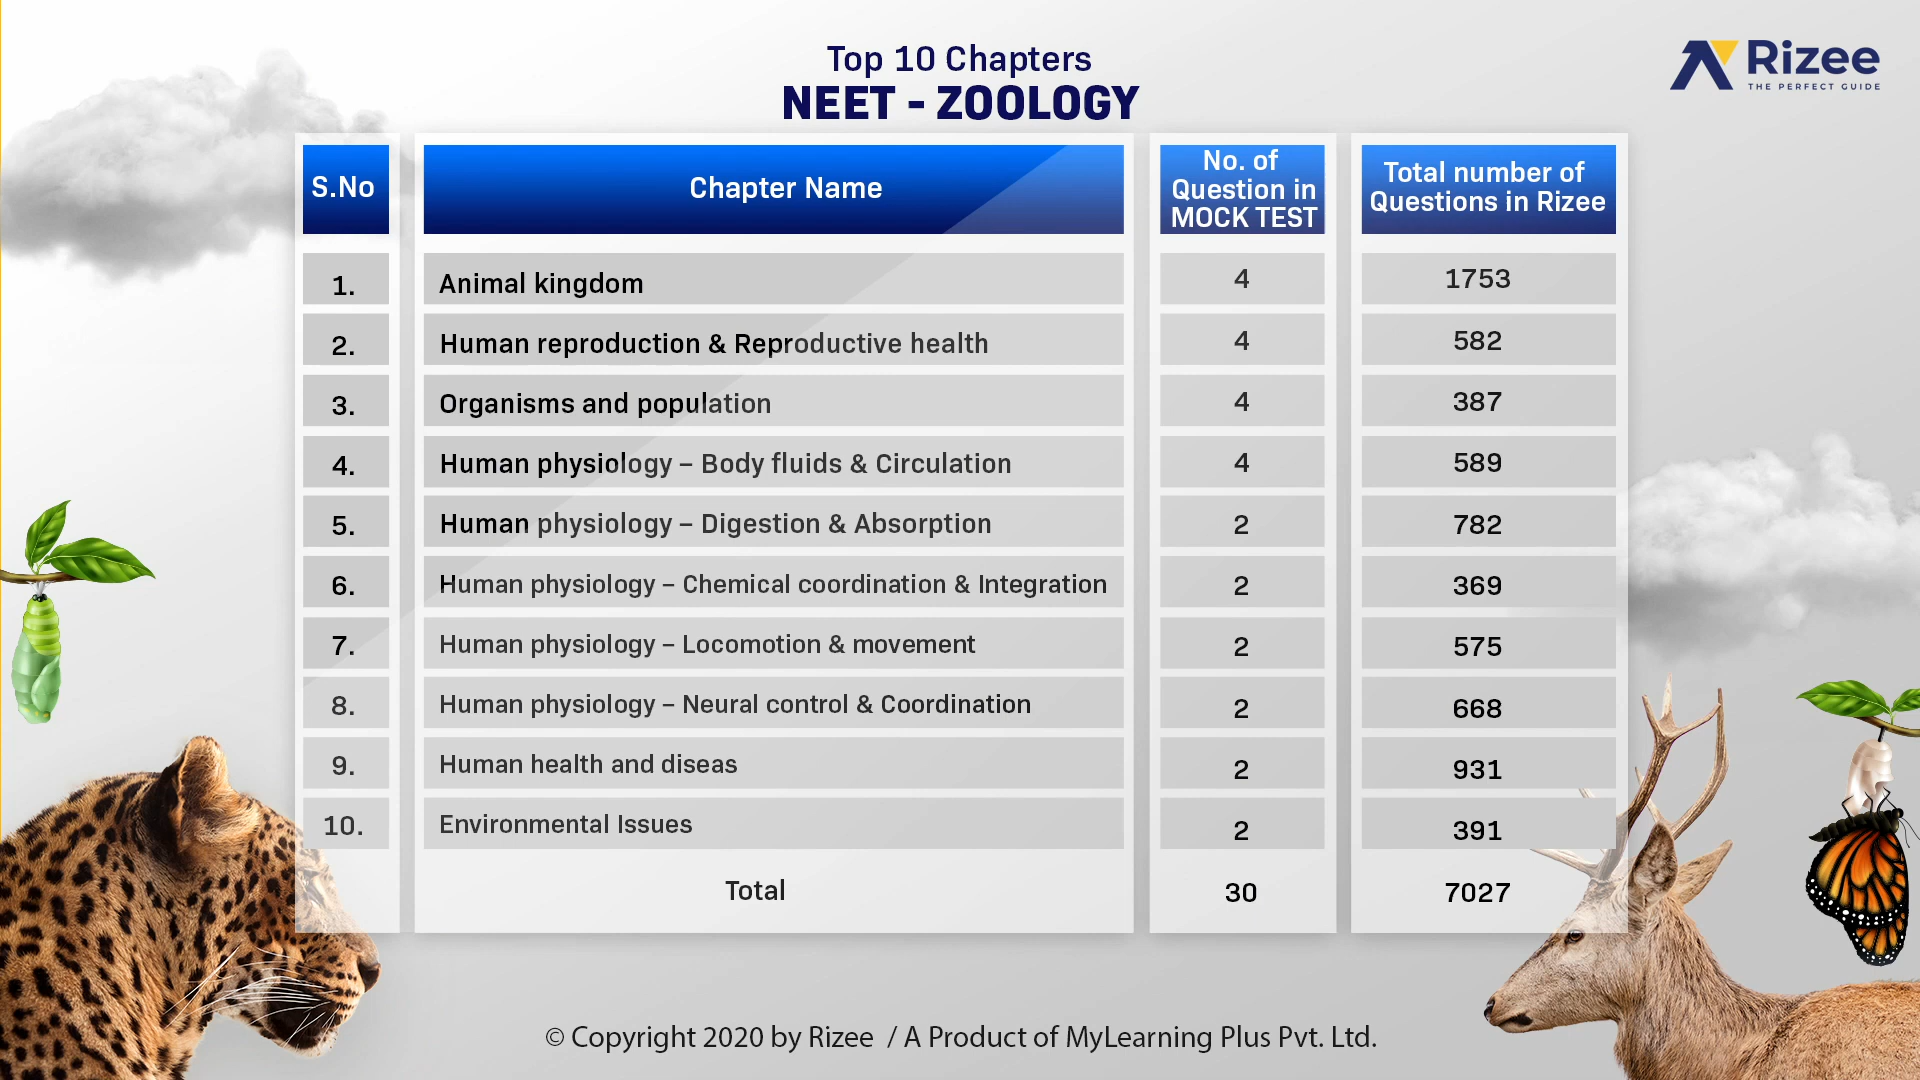 Top 10 Chapters
NEET - ZOOLOGY
Rizee
THE PERFECT GUIDE
S.No Chapter Name No. of Question in MOCK TEST Total number of Questions in Rizee
1. Animal kingdom 4 1753
2. Human reproduction & Reproductive health 4 582
3. Organisms and population 4 387
4. Human physiology – Body fluids & Circulation 4 589
5. Human physiology – Digestion & Absorption 2 782
6. Human physiology – Chemical coordination & Integration 2 369
7. Human physiology – Locomotion & movement 2 575
8. Human physiology – Neural control & Coordination 2 668
9. Human health and diseas 2 931
10. Environmental Issues 2 391
Total 30 7027
© Copyright 2020 by Rizee / A Product of MyLearning Plus Pvt. Ltd.